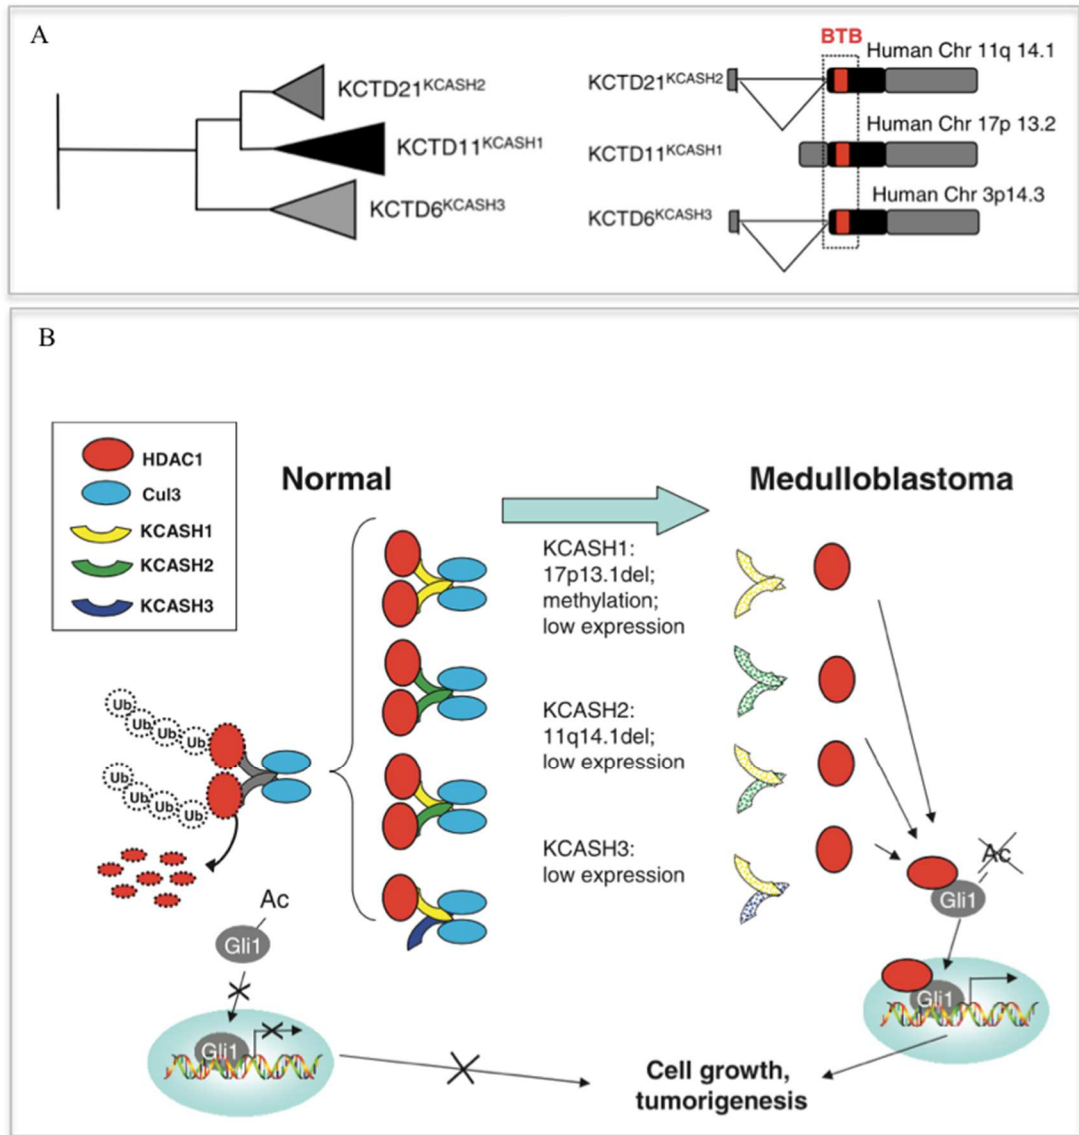 A
KCTD21KCASH2
KCTD11KCASH1
KCTD6KCASH3
BTB
Human Chr 11q 14.1
KCTD21KCASH2
Human Chr 17p 13.2
KCTD11KCASH1
Human Chr 3p14.3
KCTD6KCASH3
B
HDAC1
Cul3
KCASH1
KCASH2
KCASH3
Normal
Medulloblastoma
KCASH1:
17p13.1del;
methylation;
low expression
KCASH2:
11q14.1del;
low expression
KCASH3:
low expression
Ub
Ub
Ub
Ub
Ub
Ub
Ub
Ub
Ac
Gli1
Gli1
Ac
Gli1
Gli1
Cell growth,
tumorigenesis